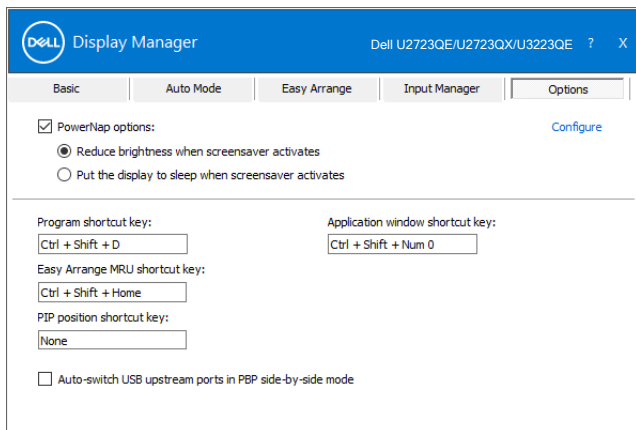 DELL Display Manager Dell U2723QE/U2723QX/U3223QE ? X
Basic Auto Mode Easy Arrange Input Manager Options
PowerNap options: Configure
Reduce brightness when screensaver activates
Put the display to sleep when screensaver activates
Program shortcut key: Application window shortcut key:
Ctrl + Shift + D Ctrl + Shift + Num 0
Easy Arrange MRU shortcut key:
Ctrl + Shift + Home
PIP position shortcut key:
None
Auto-switch USB upstream ports in PBP side-by-side mode